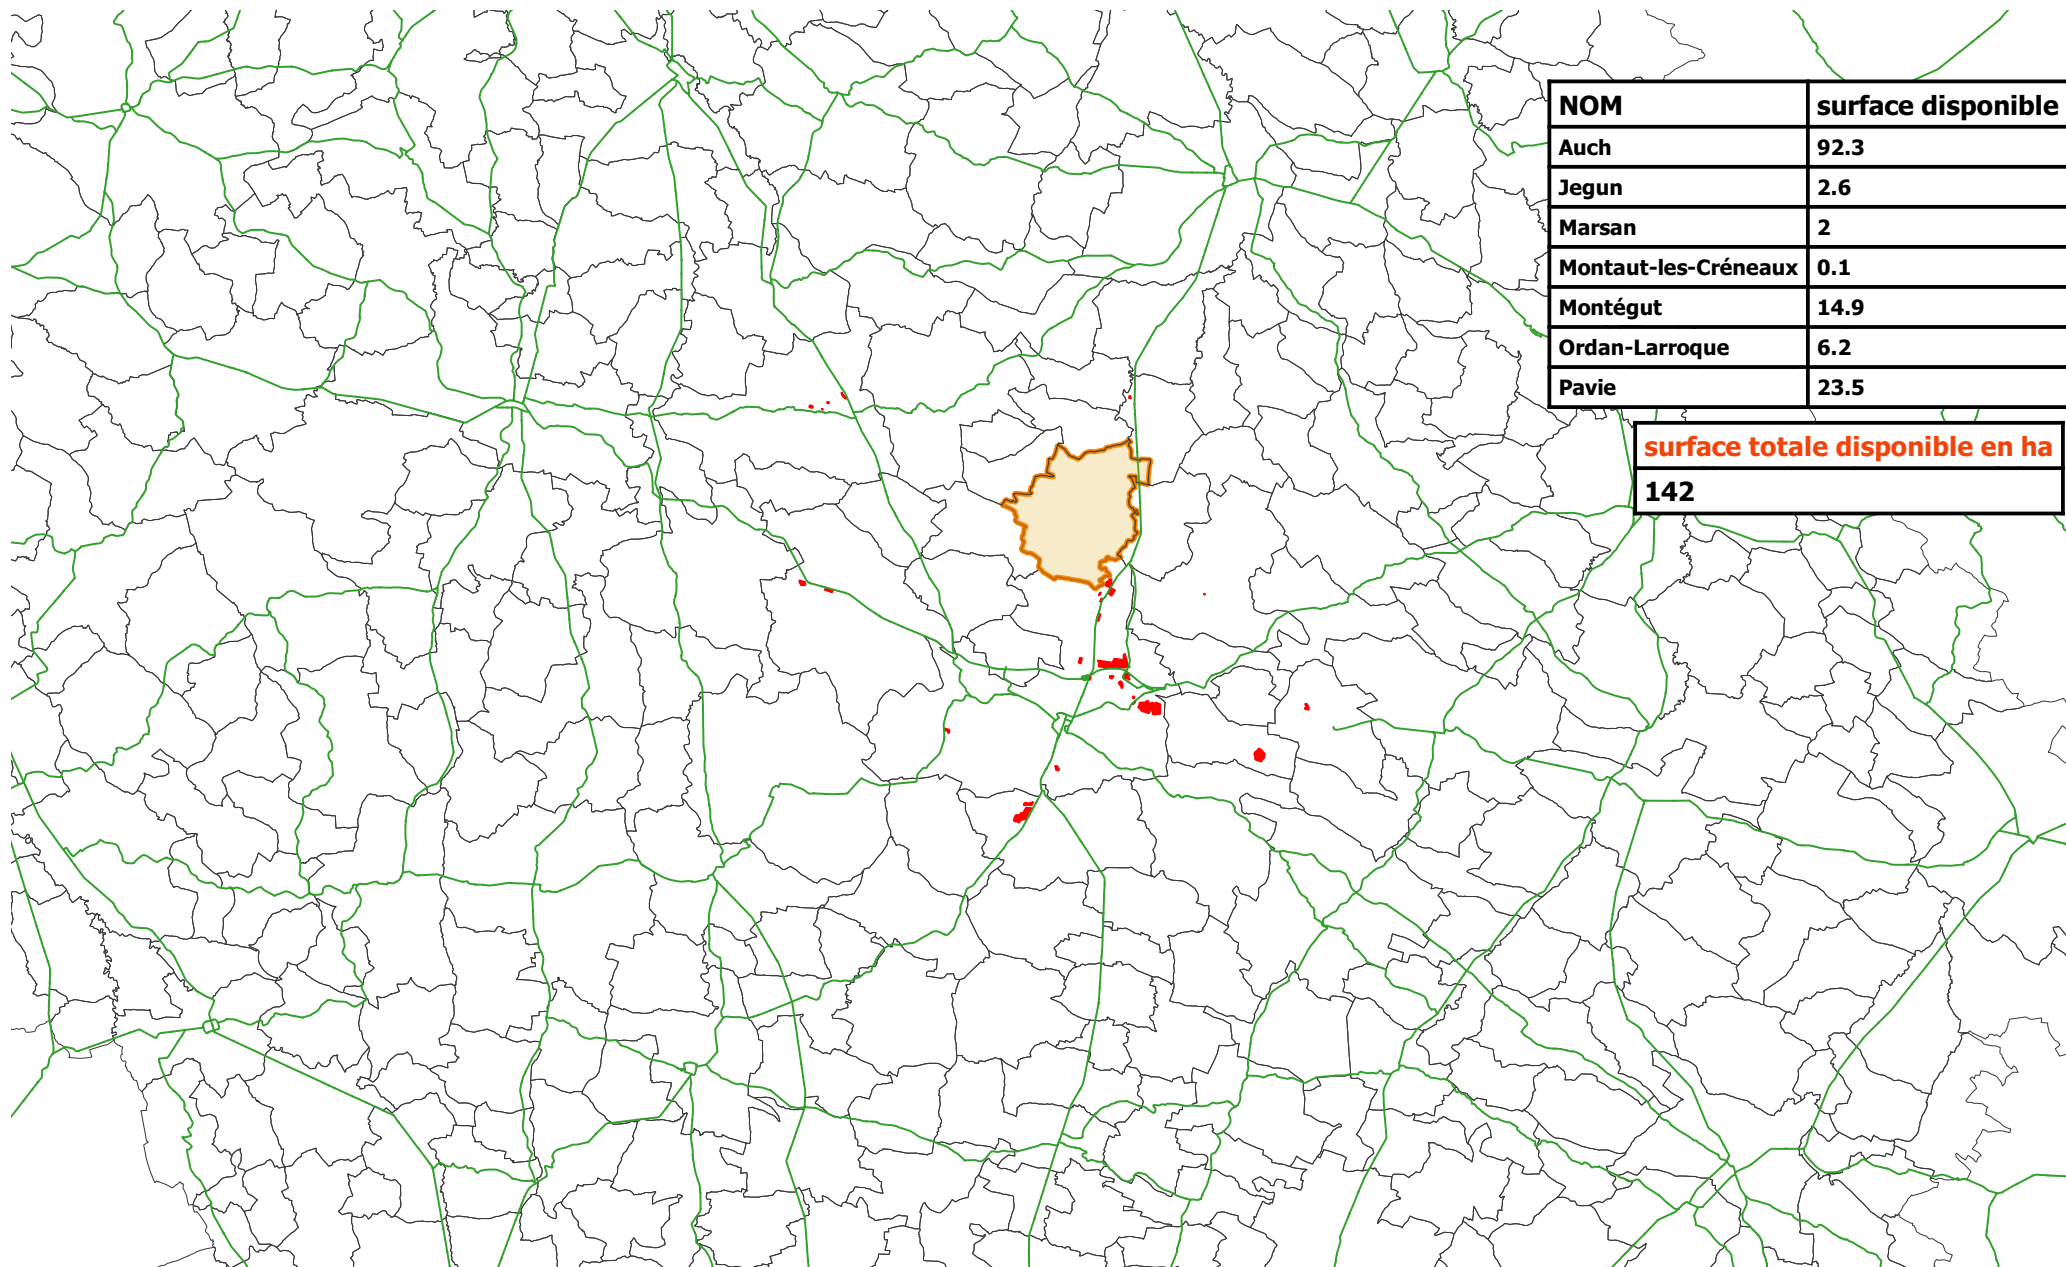 NOM surface disponible
Auch 92.3
Jegun 2.6
Marsan 2
Montaut-les-Créneaux 0.1
Montégut 14.9
Ordan-Larroque 6.2
Pavie 23.5
surface totale disponible en ha
142